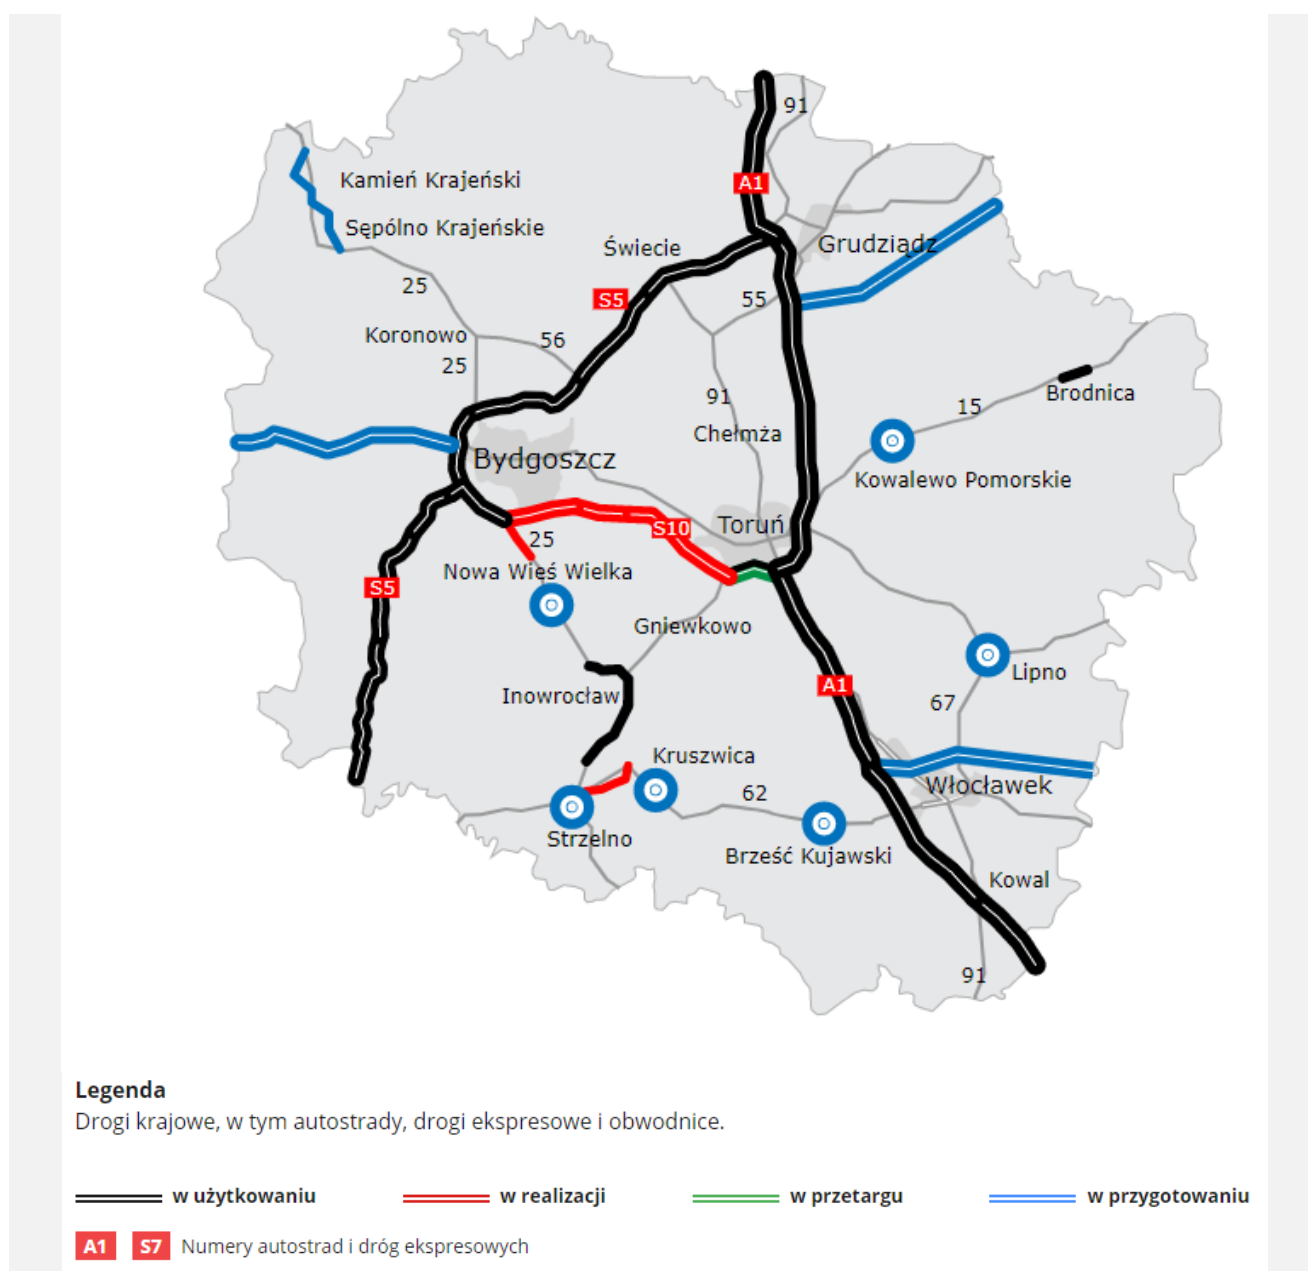 91
A1
Kamień Krajeński
Sępólno Krajeńskie
Świecie
Grudziądz
25
S5
55
Koronowo
56
25
91
15
Brodnica
Chełmża
Bydgoszcz
Kowalewo Pomorskie
S10
Toruń
25
Nowa Wieś Wielka
S5
Gniewkowo
Lipno
A1
Inowrocław
67
Kruszwica
62
Włocławek
Strzelno
Brześć Kujawski
Kowal
91
Legenda
Drogi krajowe, w tym autostrady, drogi ekspresowe i obwodnice.
w użytkowaniu w realizacji w przetargu w przygotowaniu
A1 S7 Numery autostrad i dróg ekspresowych